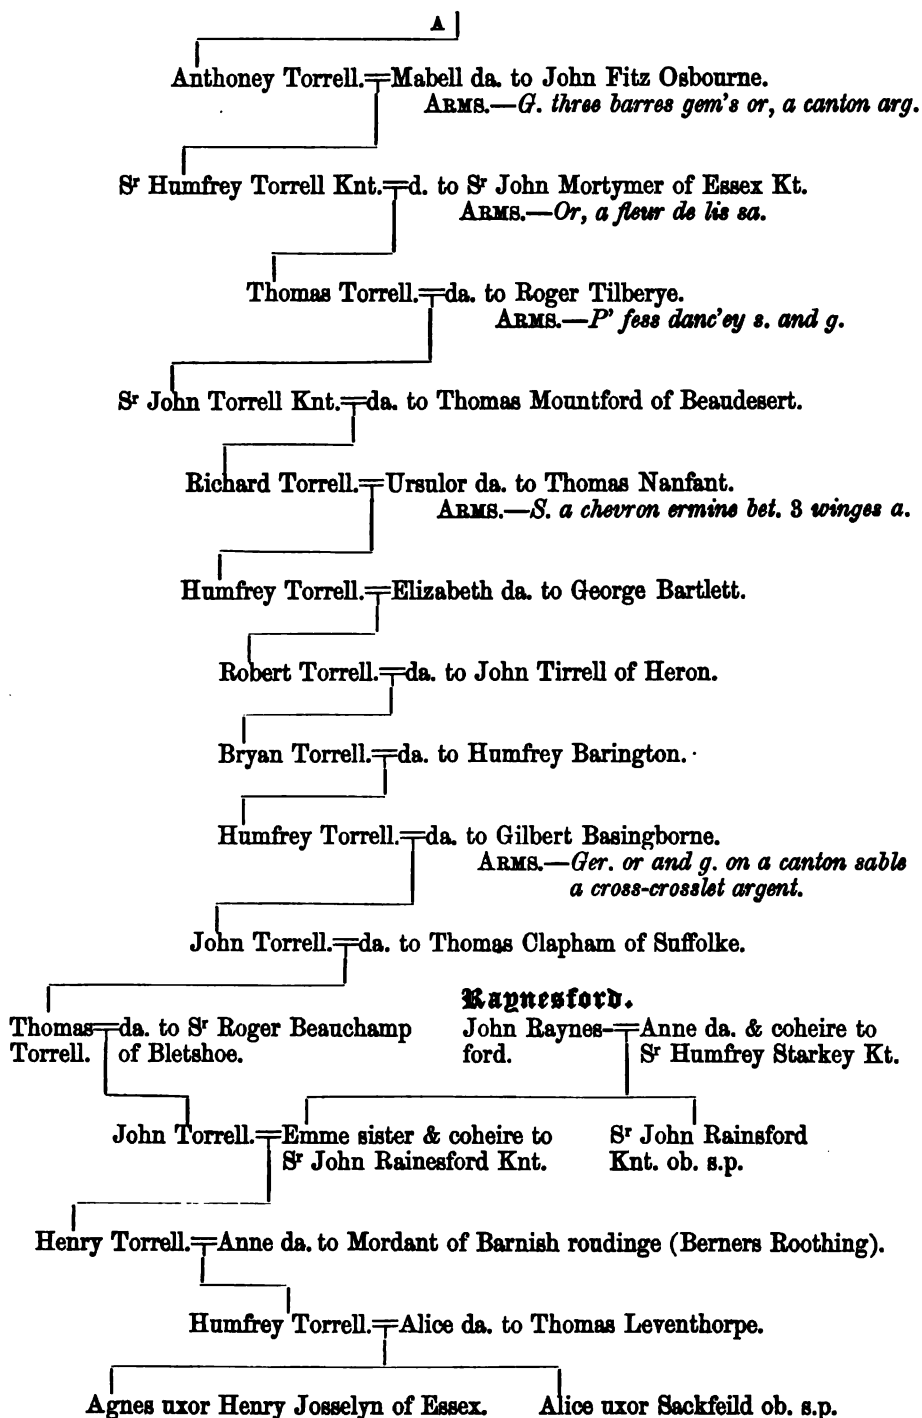 A
Anthoney Torrell.=Mabell da. to John Fitz Osbourne.
ARMS.—G. three barres gem's or, a canton arg.
Sr Humfrey Torrell Knt.=d. to Sr John Mortymer of Essex Kt.
ARMS.—Or, a fleur de lis sa.
Thomas Torrell.=da. to Roger Tilberye.
ARMS.—P' fess danc'ey s. and g.
Sr John Torrell Knt.=da. to Thomas Mountford of Beaudesert.
Richard Torrell.=Ursulor da. to Thomas Nanfant.
ARMS.—S. a chevron ermine bet. 3 winges a.
Humfrey Torrell.=Elizabeth da. to George Bartlett.
Robert Torrell.=da. to John Tirrell of Heron.
Bryan Torrell.=da. to Humfrey Barington.
Humfrey Torrell.=da. to Gilbert Basingborne.
ARMS.—Ger. or and g. on a canton sable
a cross-crosslet argent.
John Torrell.=da. to Thomas Clapham of Suffolke.
Raynesford.
Thomas=da. to Sr Roger Beauchamp
Torrell. of Bletshoe.
John Raynes-=Anne da. & coheire to
ford. Sr Humfrey Starkey Kt.
John Torrell.=Emme sister & coheire to
Sr John Rainesford Knt.
Sr John Rainsford
Knt. ob. s.p.
Henry Torrell.=Anne da. to Mordant of Barnish roudinge (Berners Roothing).
Humfrey Torrell.=Alice da. to Thomas Leventhorpe.
Agnes uxor Henry Josselyn of Essex. Alice uxor Sackfeild ob. s.p.